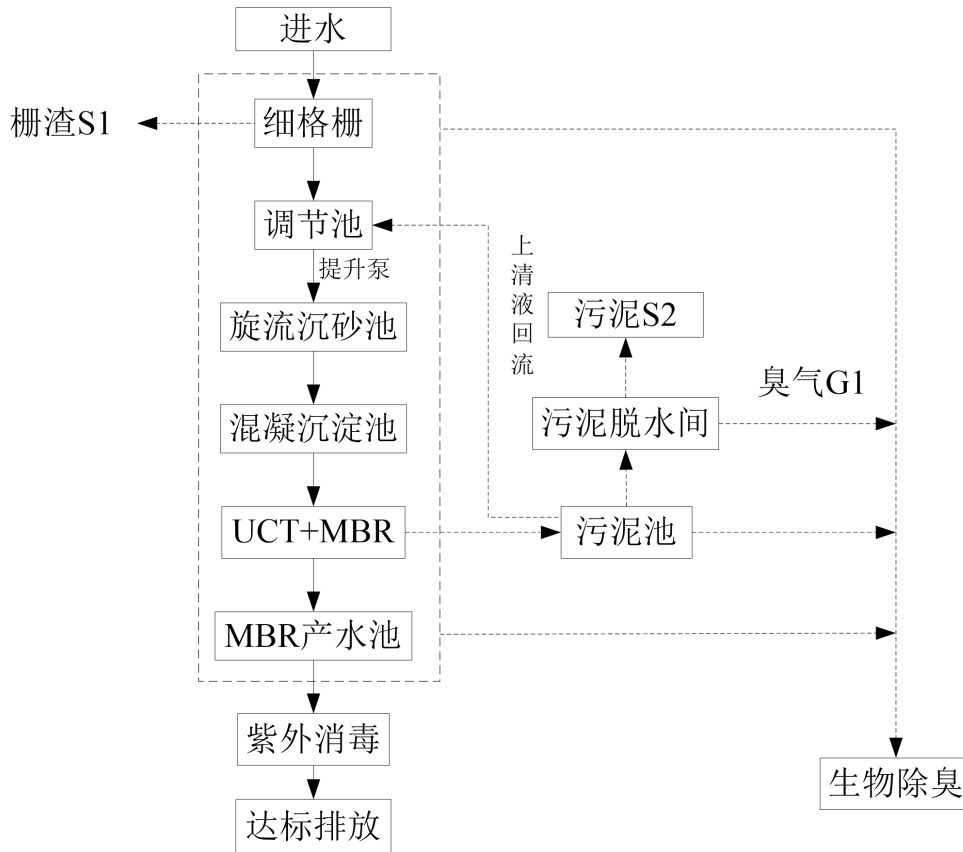 进水
栅渣S1
细格栅
调节池
提升泵
上清液回流
旋流沉砂池
污泥S2
臭气G1
混凝沉淀池
污泥脱水间
UCT+MBR
污泥池
MBR产水池
紫外消毒
生物除臭
达标排放